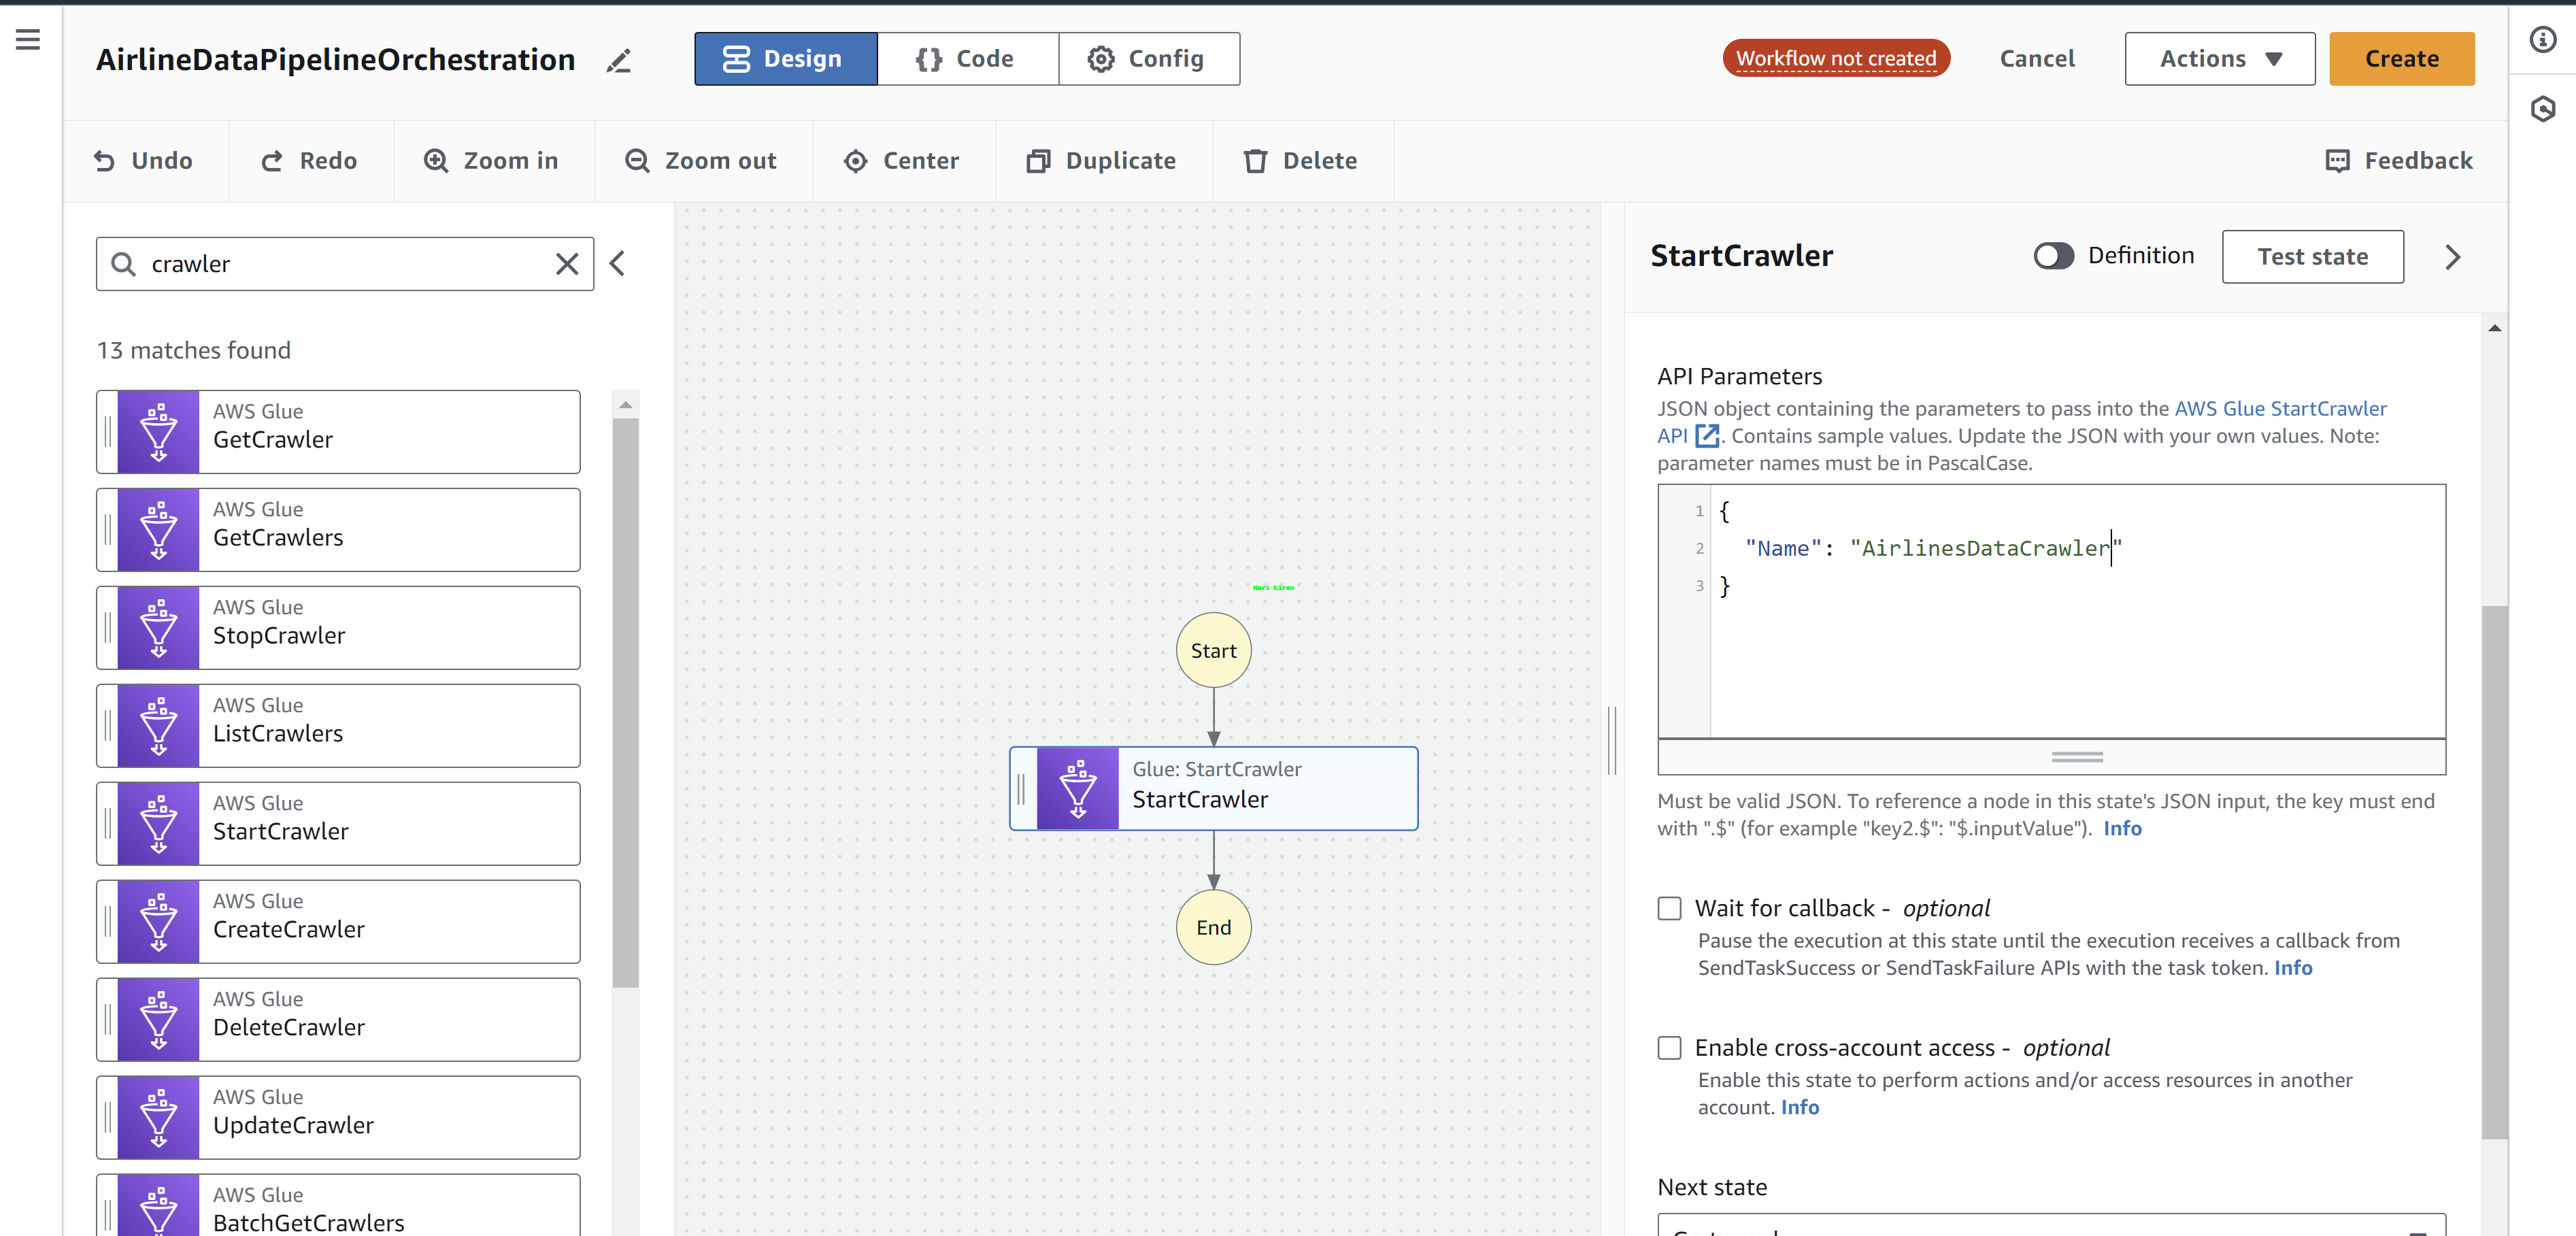 AirlineDataPipelineOrchestration
Design
Code
Config
Workflow not created
Cancel
Actions
Create
Undo
Redo
Zoom in
Zoom out
Center
Duplicate
Delete
Feedback
crawler
13 matches found
AWS Glue
GetCrawler
AWS Glue
GetCrawlers
AWS Glue
StopCrawler
AWS Glue
ListCrawlers
AWS Glue
StartCrawler
AWS Glue
CreateCrawler
AWS Glue
DeleteCrawler
AWS Glue
UpdateCrawler
AWS Glue
BatchGetCrawlers
Start
Glue: StartCrawler
StartCrawler
End
StartCrawler
Definition
Test state
API Parameters
JSON object containing the parameters to pass into the AWS Glue StartCrawler
API . Contains sample values. Update the JSON with your own values. Note:
parameter names must be in PascalCase.
1 {
2 "Name": "AirlinesDataCrawler"
3 }
Must be valid JSON. To reference a node in this state's JSON input, the key must end
with ".$" (for example "key2.$": "$.inputValue"). Info
Wait for callback - optional
Pause the execution at this state until the execution receives a callback from
SendTaskSuccess or SendTaskFailure APIs with the task token. Info
Enable cross-account access - optional
Enable this state to perform actions and/or access resources in another
account. Info
Next state